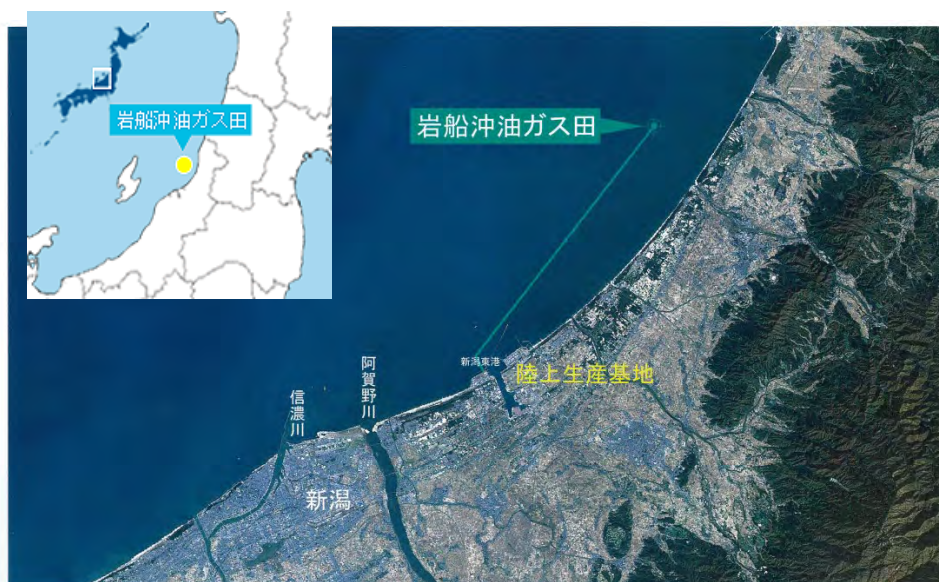 岩船沖油ガス田
岩船沖油ガス田
新潟東港
陸上生産基地
阿賀野川
信濃川
新潟